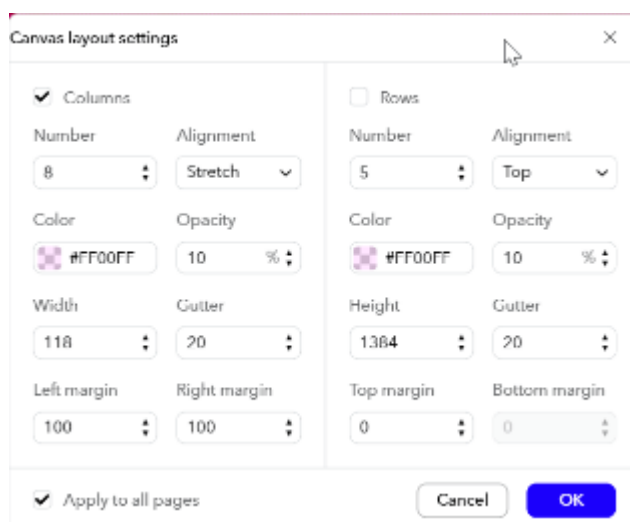 Canvas layout settings
Columns
Number Alignment
8 Stretch
Color Opacity
#FF00FF 10 %
Width Gutter
118 20
Left margin Right margin
100 100
Rows
Number Alignment
5 Top
Color Opacity
#FF00FF 10 %
Height Gutter
1384 20
Top margin Bottom margin
0 0
Apply to all pages
Cancel OK